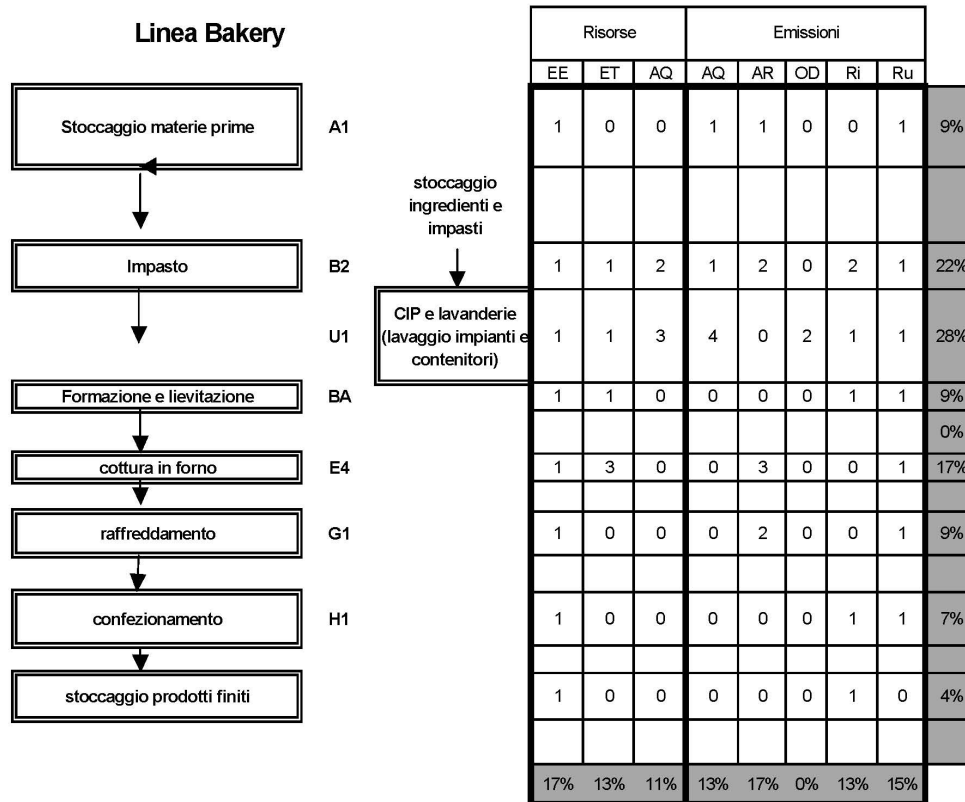 Linea Bakery
Risorse Emissioni
EE ET AQ AQ AR OD Ri Ru
Stoccaggio materie prime A1 1 0 0 1 1 0 0 1 9%
stoccaggio
ingredienti e
impasti
Impasto B2 1 1 2 1 2 0 2 1 22%
CIP e lavanderie
(lavaggio impianti e
contenitori)
U1 1 1 3 4 0 2 1 1 28%
Formazione e lievitazione BA 1 1 0 0 0 0 1 1 9%
0%
cottura in forno E4 1 3 0 0 3 0 0 1 17%
raffreddamento G1 1 0 0 0 2 0 0 1 9%
confezionamento H1 1 0 0 0 0 0 1 1 7%
stoccaggio prodotti finiti 1 0 0 0 0 0 1 0 4%
17% 13% 11% 13% 17% 0% 13% 15%